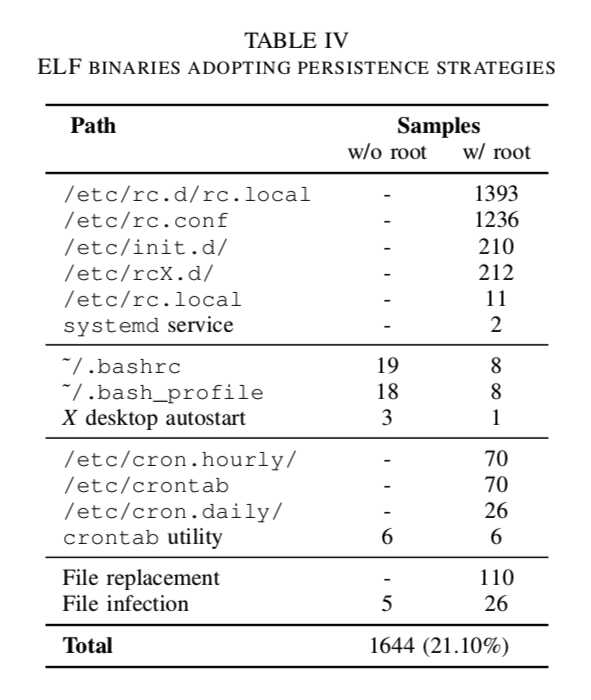 TABLE IV
ELF BINARIES ADOPTING PERSISTENCE STRATEGIES
Path Samples
w/o root w/ root
/etc/rc.d/rc.local - 1393
/etc/rc.conf - 1236
/etc/init.d/ - 210
/etc/rcX.d/ - 212
/etc/rc.local - 11
systemd service - 2
~/.bashrc 19 8
~/.bash_profile 18 8
X desktop autostart 3 1
/etc/cron.hourly/ - 70
/etc/crontab - 70
/etc/cron.daily/ - 26
crontab utility 6 6
File replacement - 110
File infection 5 26
Total 1644 (21.10%)